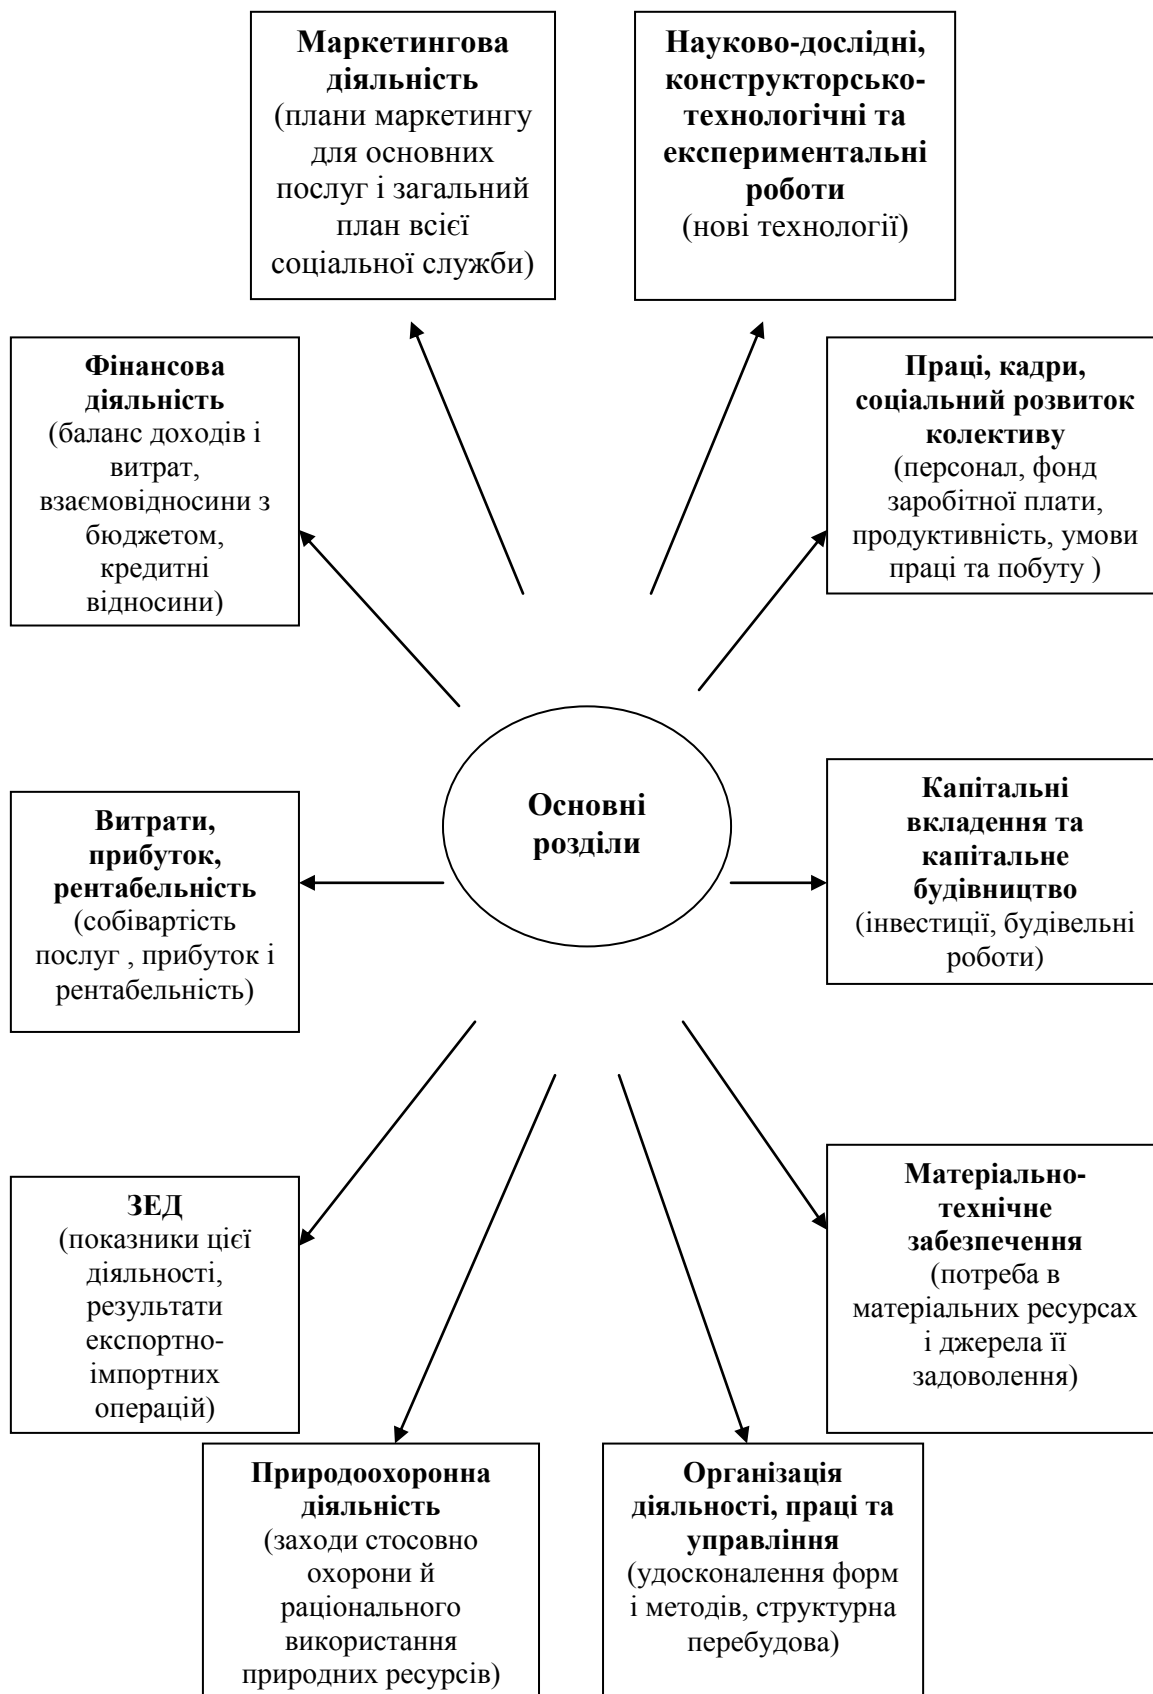 Маркетингова
діяльність
(плани маркетингу
для основних
послуг і загальний
план всієї
соціальної служби)
Науково-дослідні,
конструкторсько-
технологічні та
експериментальні
роботи
(нові технології)
Фінансова
діяльність
(баланс доходів і
витрат,
взаємовідносини з
бюджетом,
кредитні
відносини)
Праці, кадри,
соціальний розвиток
колективу
(персонал, фонд
заробітної плати,
продуктивність, умови
праці та побуту )
Основні
розділи
Витрати,
прибуток,
рентабельність
(собівартість
послуг , прибуток і
рентабельність)
Капітальні
вкладення та
капітальне
будівництво
(інвестиції, будівельні
роботи)
ЗЕД
(показники цієї
діяльності,
результати
експортно-
імпортних
операцій)
Матеріально-
технічне
забезпечення
(потреба в
матеріальних ресурсах
і джерела її
задоволення)
Природоохоронна
діяльність
(заходи стосовно
охорони й
раціонального
використання
природних ресурсів)
Організація
діяльності, праці та
управління
(удосконалення форм
і методів, структурна
перебудова)